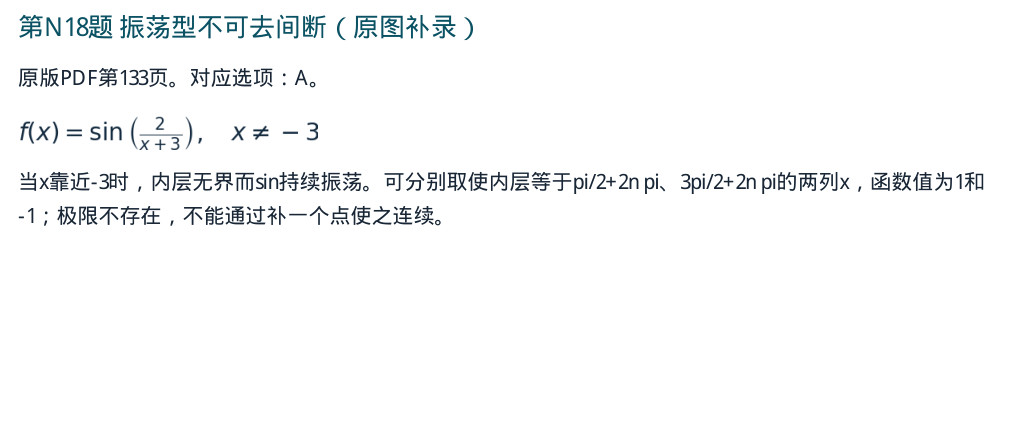 第N18题 振荡型不可去间断（原图补录）
原版PDF第133页。对应选项：A。
f(x) = sin(2/(x+3)), x ≠ −3
当x靠近-3时，内层无界而sin持续振荡。可分别取使内层等于pi/2+2n pi、3pi/2+2n pi的两列x，函数值为1和
-1；极限不存在，不能通过补一个点使之连续。